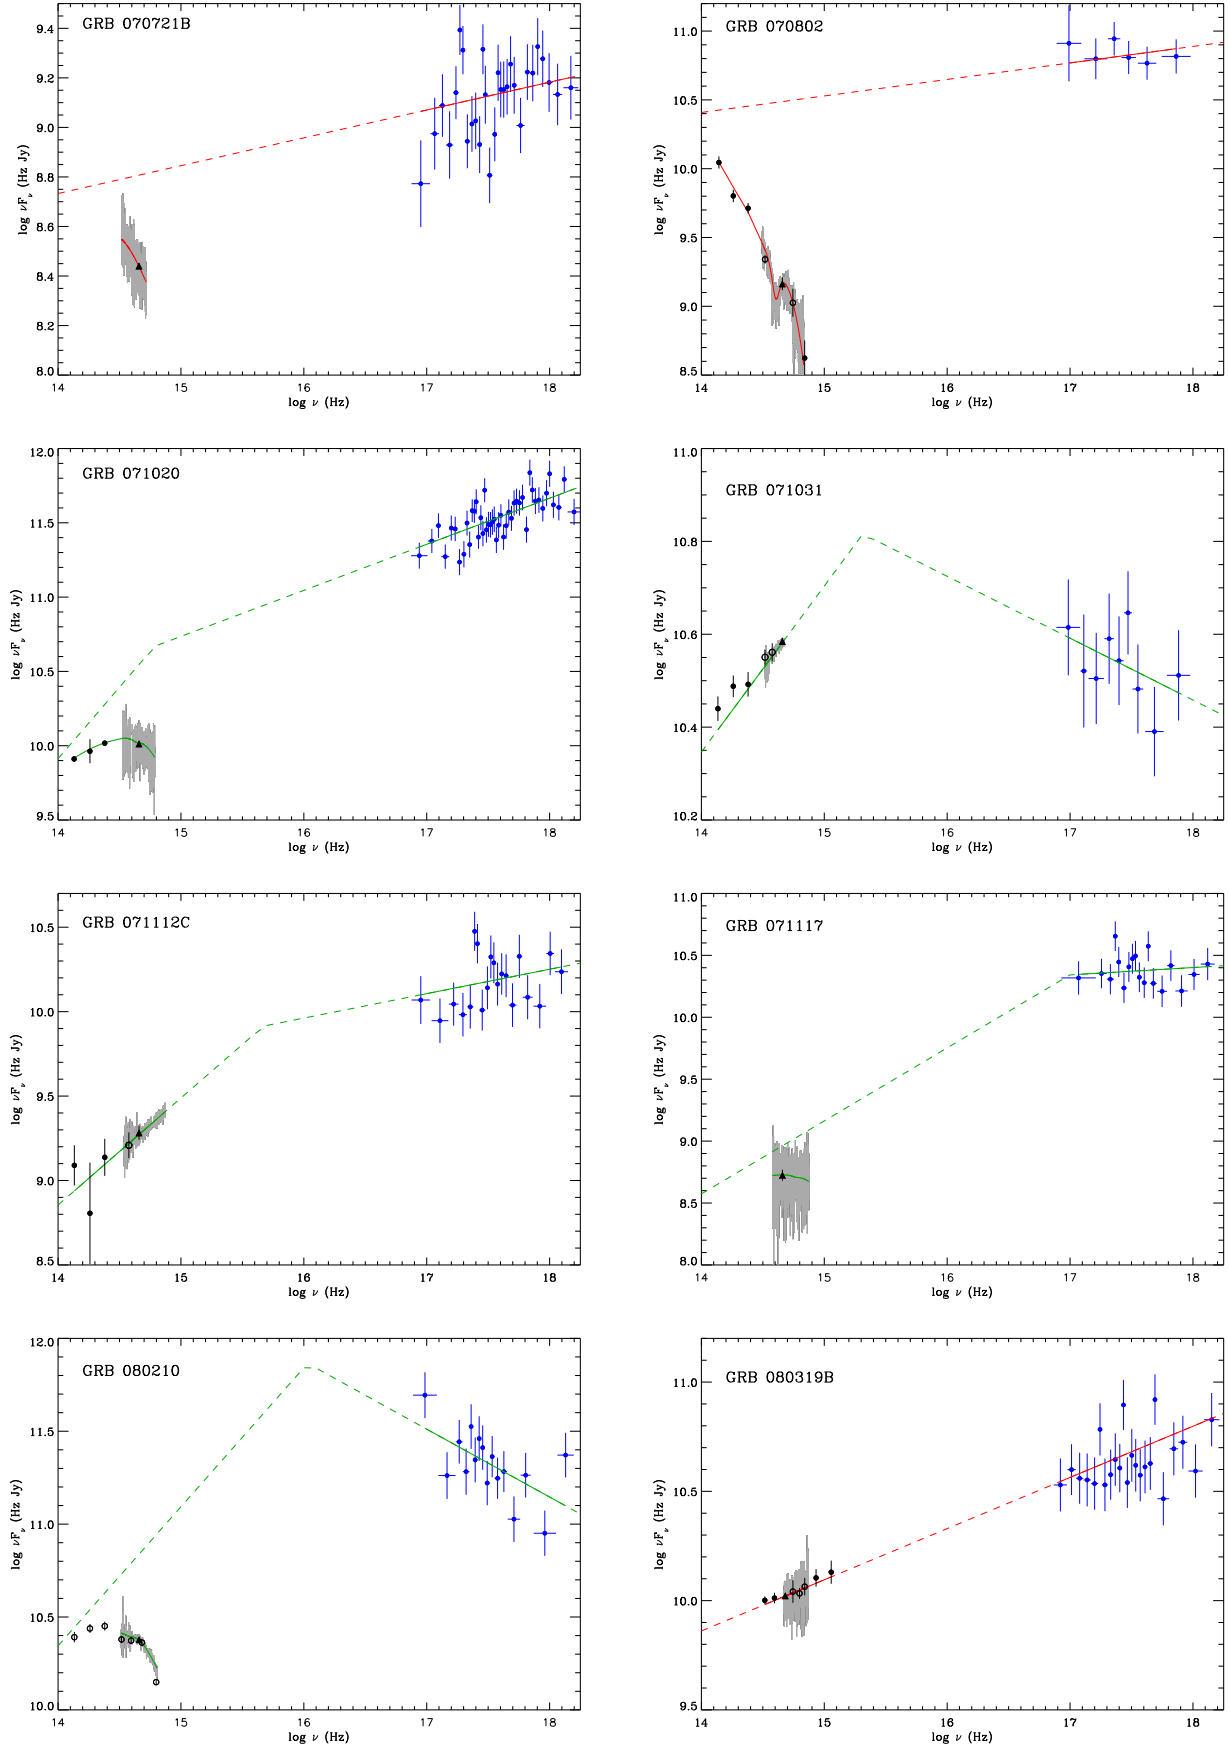 GRB 070721B
9.4
9.2
9.0
8.8
8.6
8.4
8.2
8.0
log νFν (Hz Jy)
14 15 16 17 18
log ν (Hz)
GRB 070802
11.0
10.5
10.0
9.5
9.0
8.5
log νFν (Hz Jy)
14 15 16 17 18
log ν (Hz)
GRB 071020
12.0
11.5
11.0
10.5
10.0
9.5
log νFν (Hz Jy)
14 15 16 17 18
log ν (Hz)
GRB 071031
11.0
10.8
10.6
10.4
10.2
log νFν (Hz Jy)
14 15 16 17 18
log ν (Hz)
GRB 071112C
10.5
10.0
9.5
9.0
8.5
log νFν (Hz Jy)
14 15 16 17 18
log ν (Hz)
GRB 071117
11.0
10.5
10.0
9.5
9.0
8.5
8.0
log νFν (Hz Jy)
14 15 16 17 18
log ν (Hz)
GRB 080210
12.0
11.5
11.0
10.5
10.0
log νFν (Hz Jy)
14 15 16 17 18
log ν (Hz)
GRB 080319B
11.0
10.5
10.0
9.5
log νFν (Hz Jy)
14 15 16 17 18
log ν (Hz)